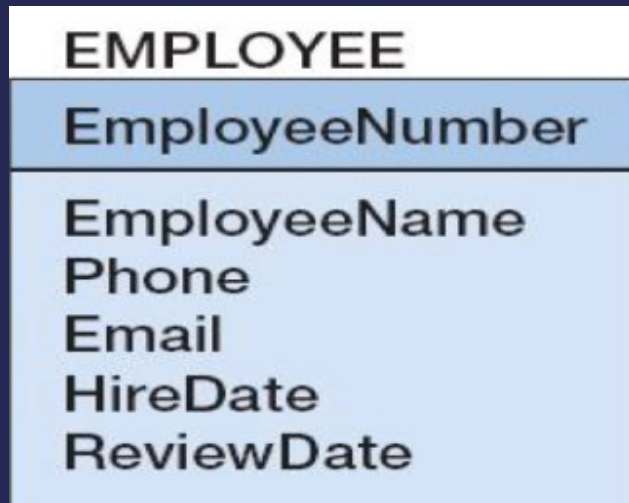 EMPLOYEE
EmployeeNumber
EmployeeName
Phone
Email
HireDate
ReviewDate